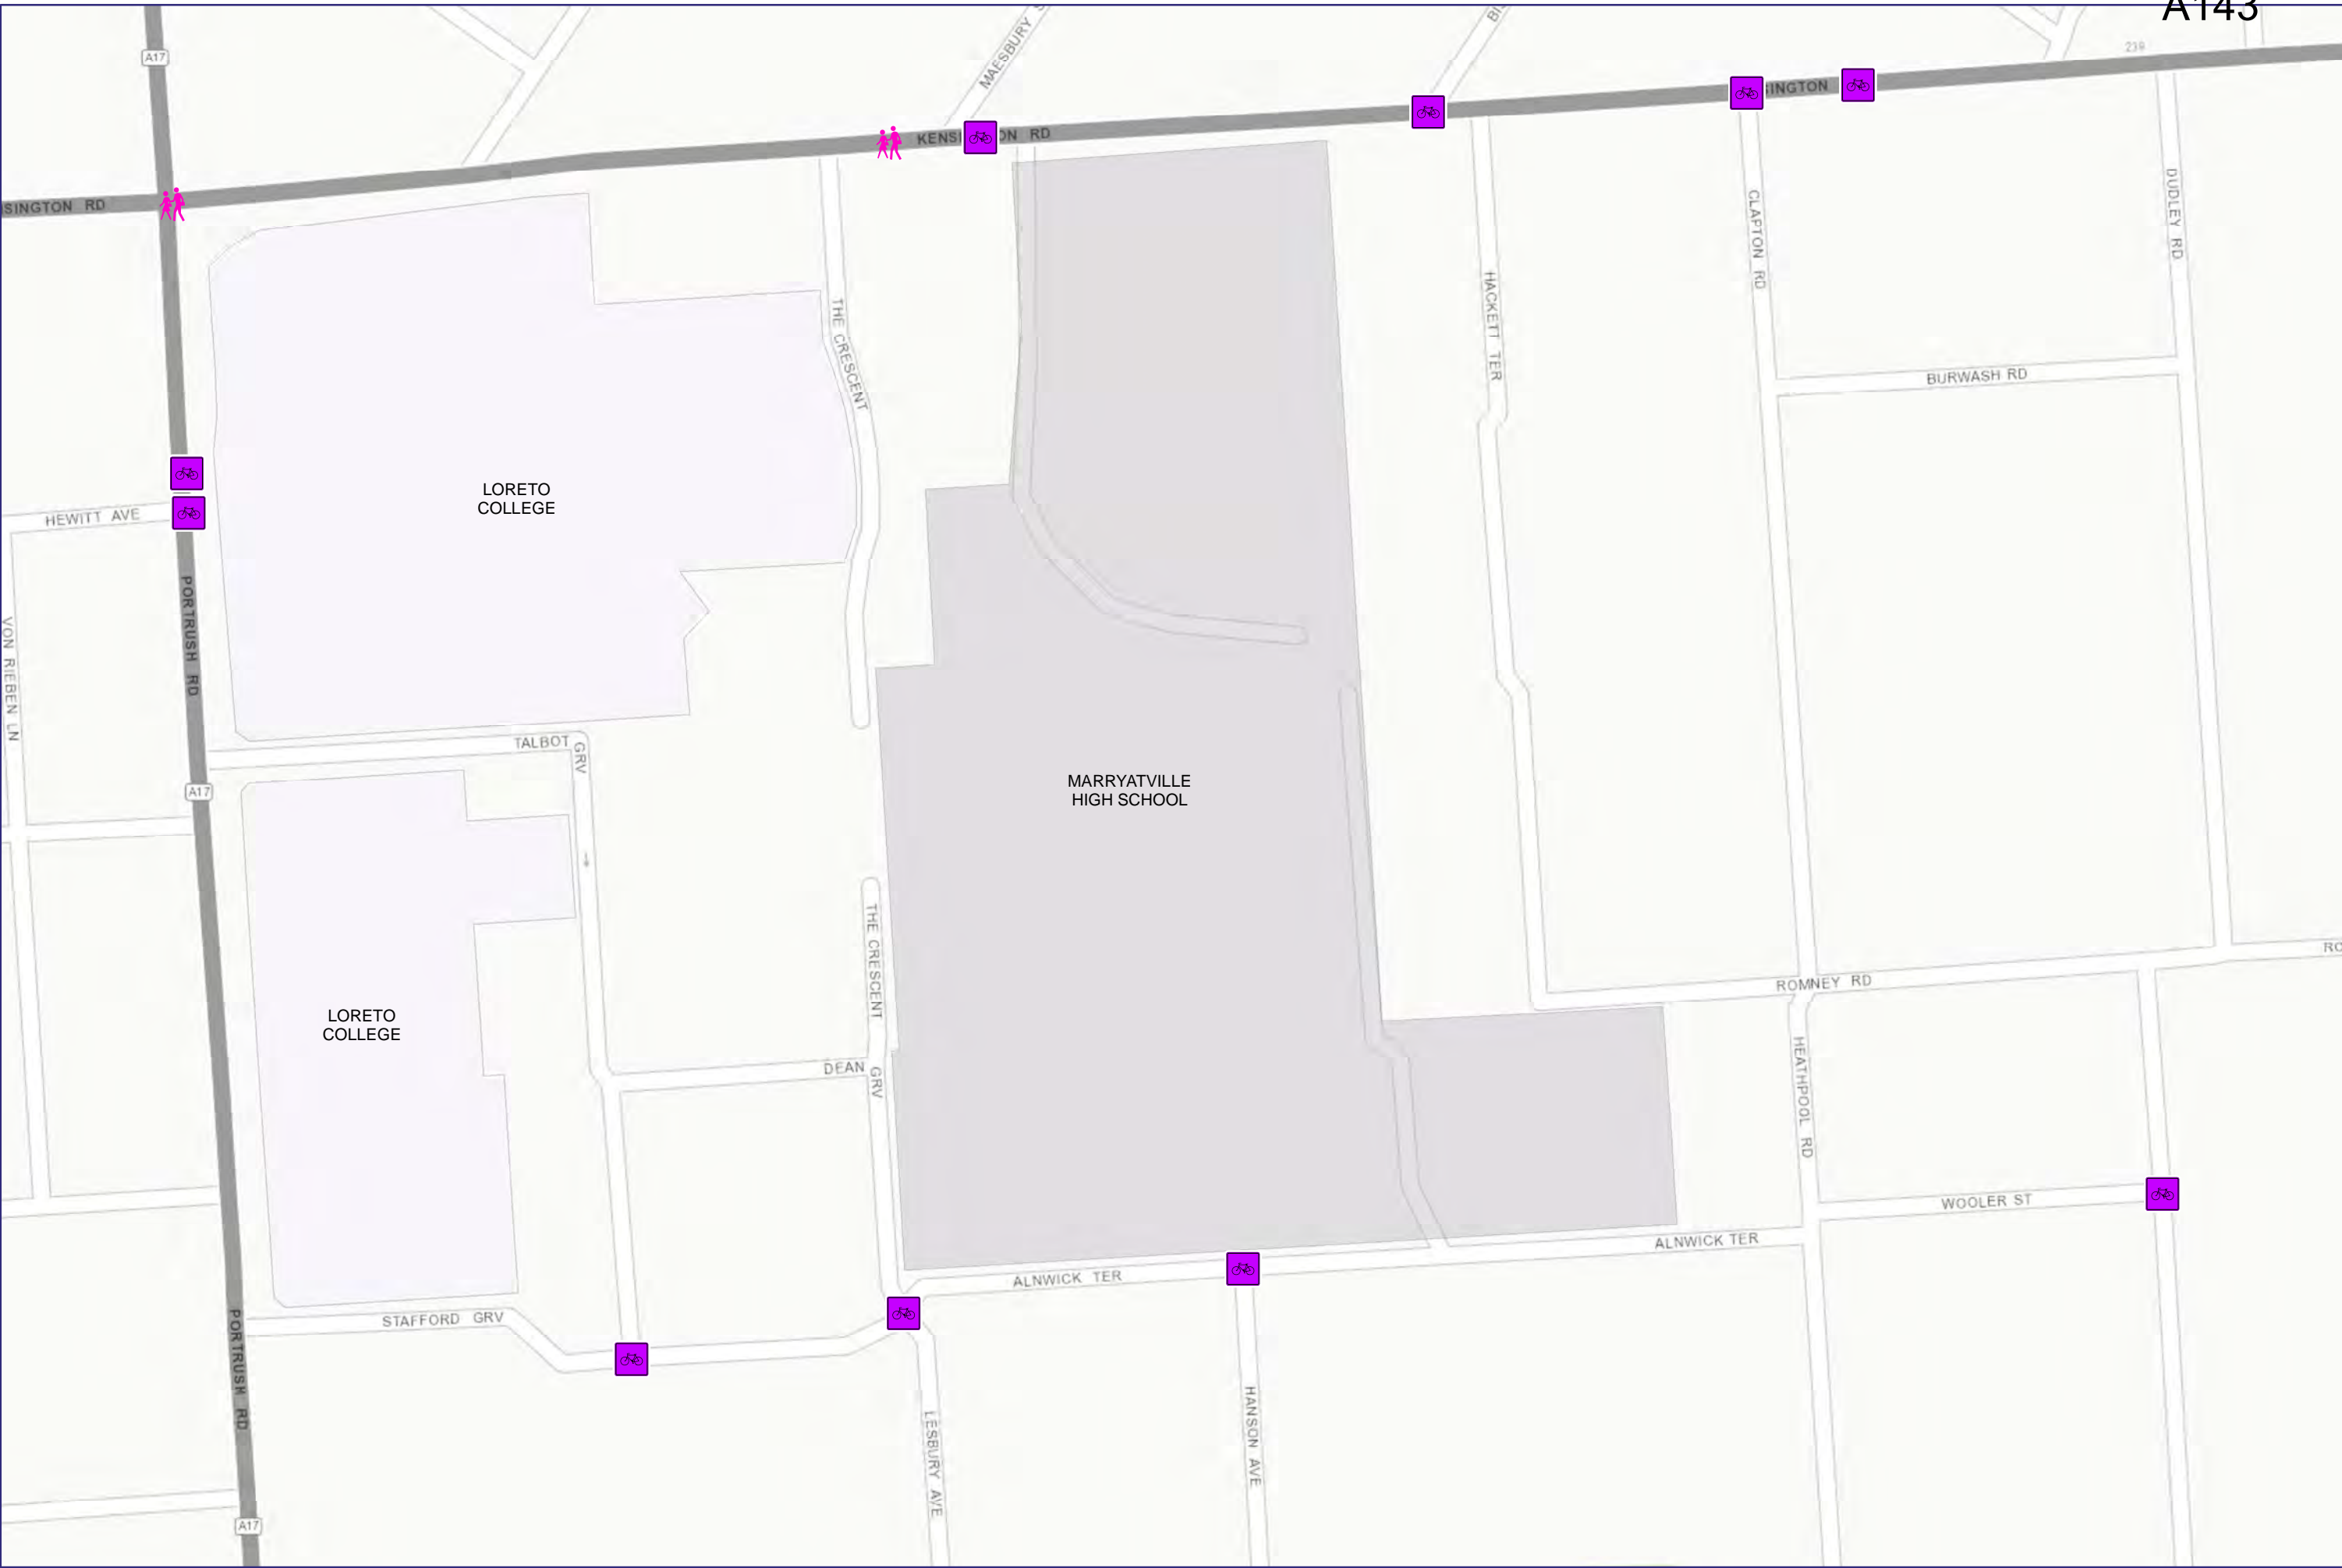 A143
A17
MAESBURY
239
SINGTON
KENSI ON RD
SINGTON RD
CLAPTON RD
DUDLEY RD
HACKETT TER
THE CRESCENT
BURWASH RD
LORETO
COLLEGE
HEWITT AVE
PORTRUSH RD
VON RIEBEN LN
TALBOT GRV
A17
MARRYATVILLE
HIGH SCHOOL
THE CRESCENT
ROMNEY RD
LORETO
COLLEGE
DEAN GRV
HEATHPOOL RD
WOOLER ST
ALNWICK TER
ALNWICK TER
STAFFORD GRV
PORTRUSH RD
LESBURY AVE
HANSON AVE
A17